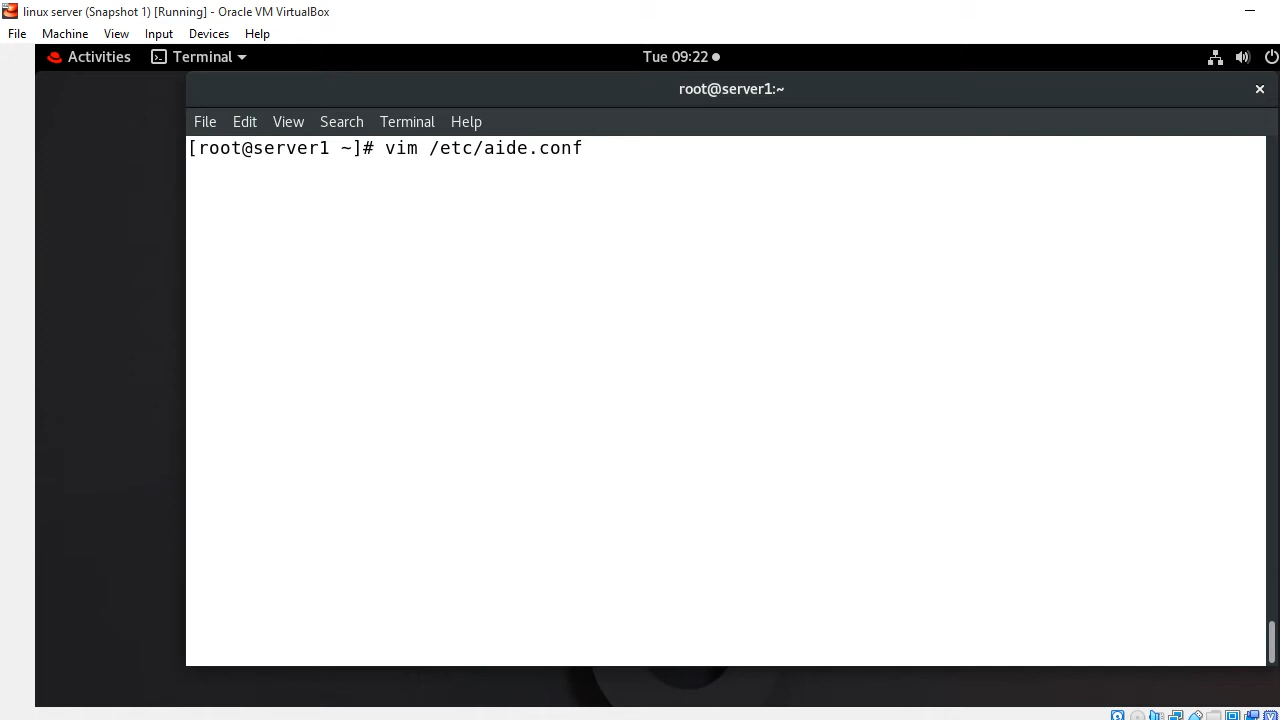 linux server (Snapshot 1) [Running] - Oracle VM VirtualBox
File Machine View Input Devices Help
Activities Terminal Tue 09:22
root@server1:~
File Edit View Search Terminal Help
[root@server1 ~]# vim /etc/aide.conf